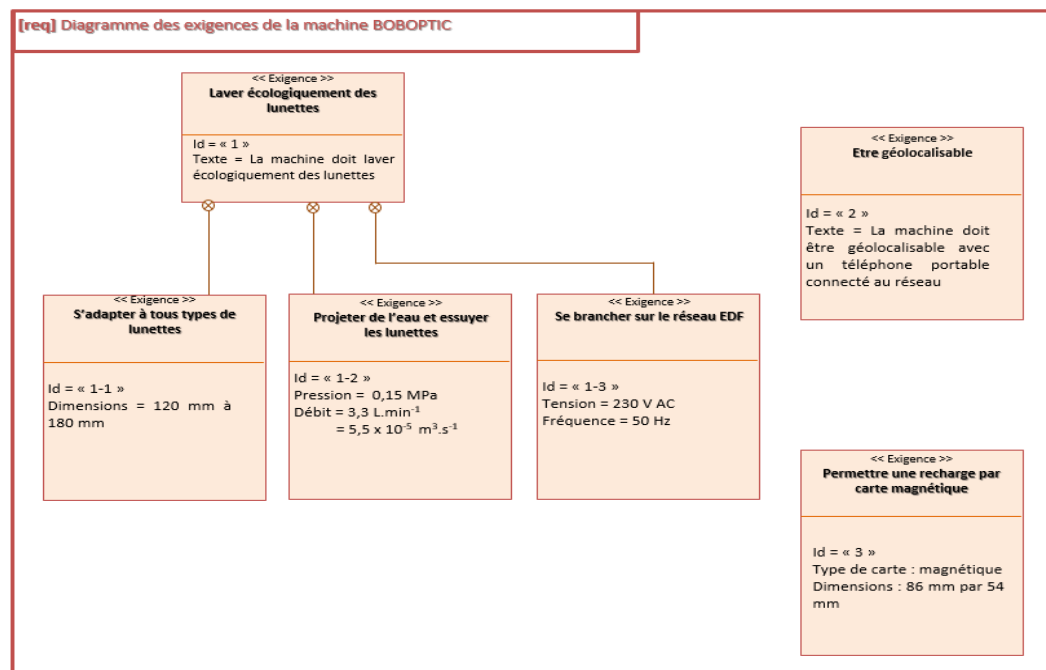 [req] Diagramme des exigences de la machine BOBOPTIC
<< Exigence >>
Laver écologiquement des
lunettes
Id = « 1 »
Texte = La machine doit laver
écologiquement des lunettes
<< Exigence >>
Etre géolocalisable
Id = « 2 »
Texte = La machine doit
être géolocalisable avec
un téléphone portable
connecté au réseau
<< Exigence >>
S'adapter à tous types de
lunettes
Id = « 1-1 »
Dimensions = 120 mm à
180 mm
<< Exigence >>
Projeter de l'eau et essuyer
les lunettes
Id = « 1-2 »
Pression = 0,15 MPa
Débit = 3,3 L.min⁻¹
= 5,5 x 10⁻⁵ m³.s⁻¹
<< Exigence >>
Se brancher sur le réseau EDF
Id = « 1-3 »
Tension = 230 V AC
Fréquence = 50 Hz
<< Exigence >>
Permettre une recharge par
carte magnétique
Id = « 3 »
Type de carte : magnétique
Dimensions : 86 mm par 54
mm